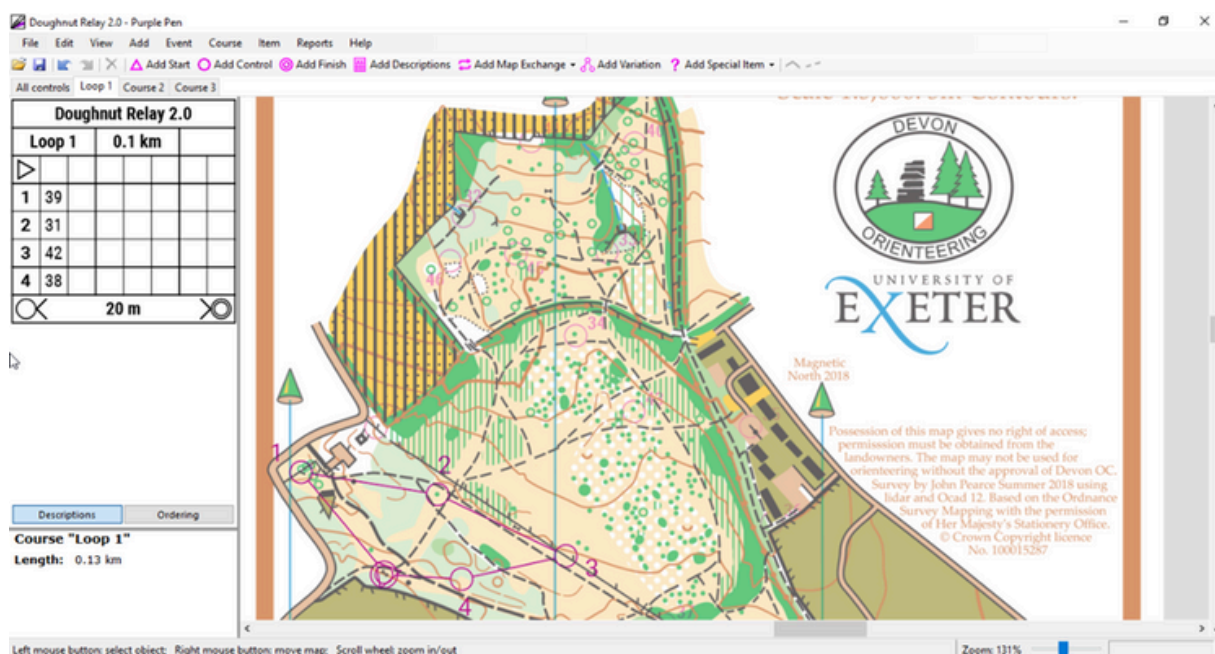 Doughnut Relay 2.0 - Purple Pen
File Edit View Add Event Course Item Reports Help
Add Start Add Control Add Finish Add Descriptions Add Map Exchange Add Variation ? Add Special Item
All controls Loop 1 Course 2 Course 3
Doughnut Relay 2.0
Loop 1 0.1 km
1 39
2 31
3 42
4 38
20 m
Descriptions Ordering
Course "Loop 1"
Length: 0.13 km
DEVON
ORIENTEERING
UNIVERSITY OF
EXETER
Magnetic
North 2018
Possession of this map gives no right of access;
permisssion must be obtained from the
landowners. The map may not be used for
orienteering without the approval of Devon OC.
Survey by John Pearce Summer 2018 using
lidar and Ocad 12. Based on the Ordnance
Survey Mapping with the permission
of Her Majesty's Stationery Office.
© Crown Copyright licence
No. 100015287
34
1
2
3
4
Left mouse button: select object; Right mouse button: move map; Scroll wheel: zoom in/out
Zoom: 131%